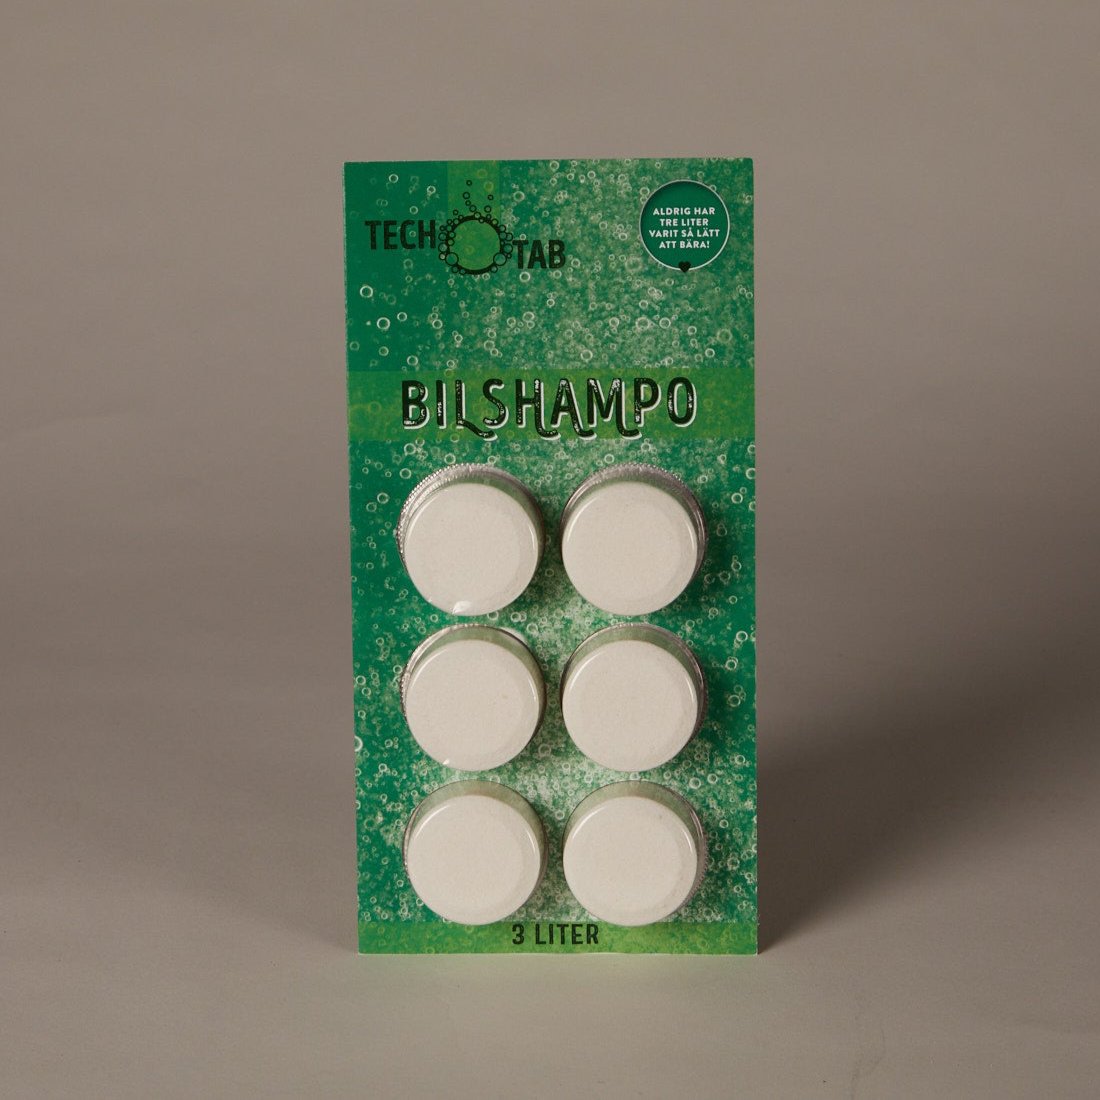 TECH
TAB
ALDRIG HAR
TRE LITER
VARIT SÅ LÄTT
ATT BÄRA!
BILSHAMPO
3 LITER